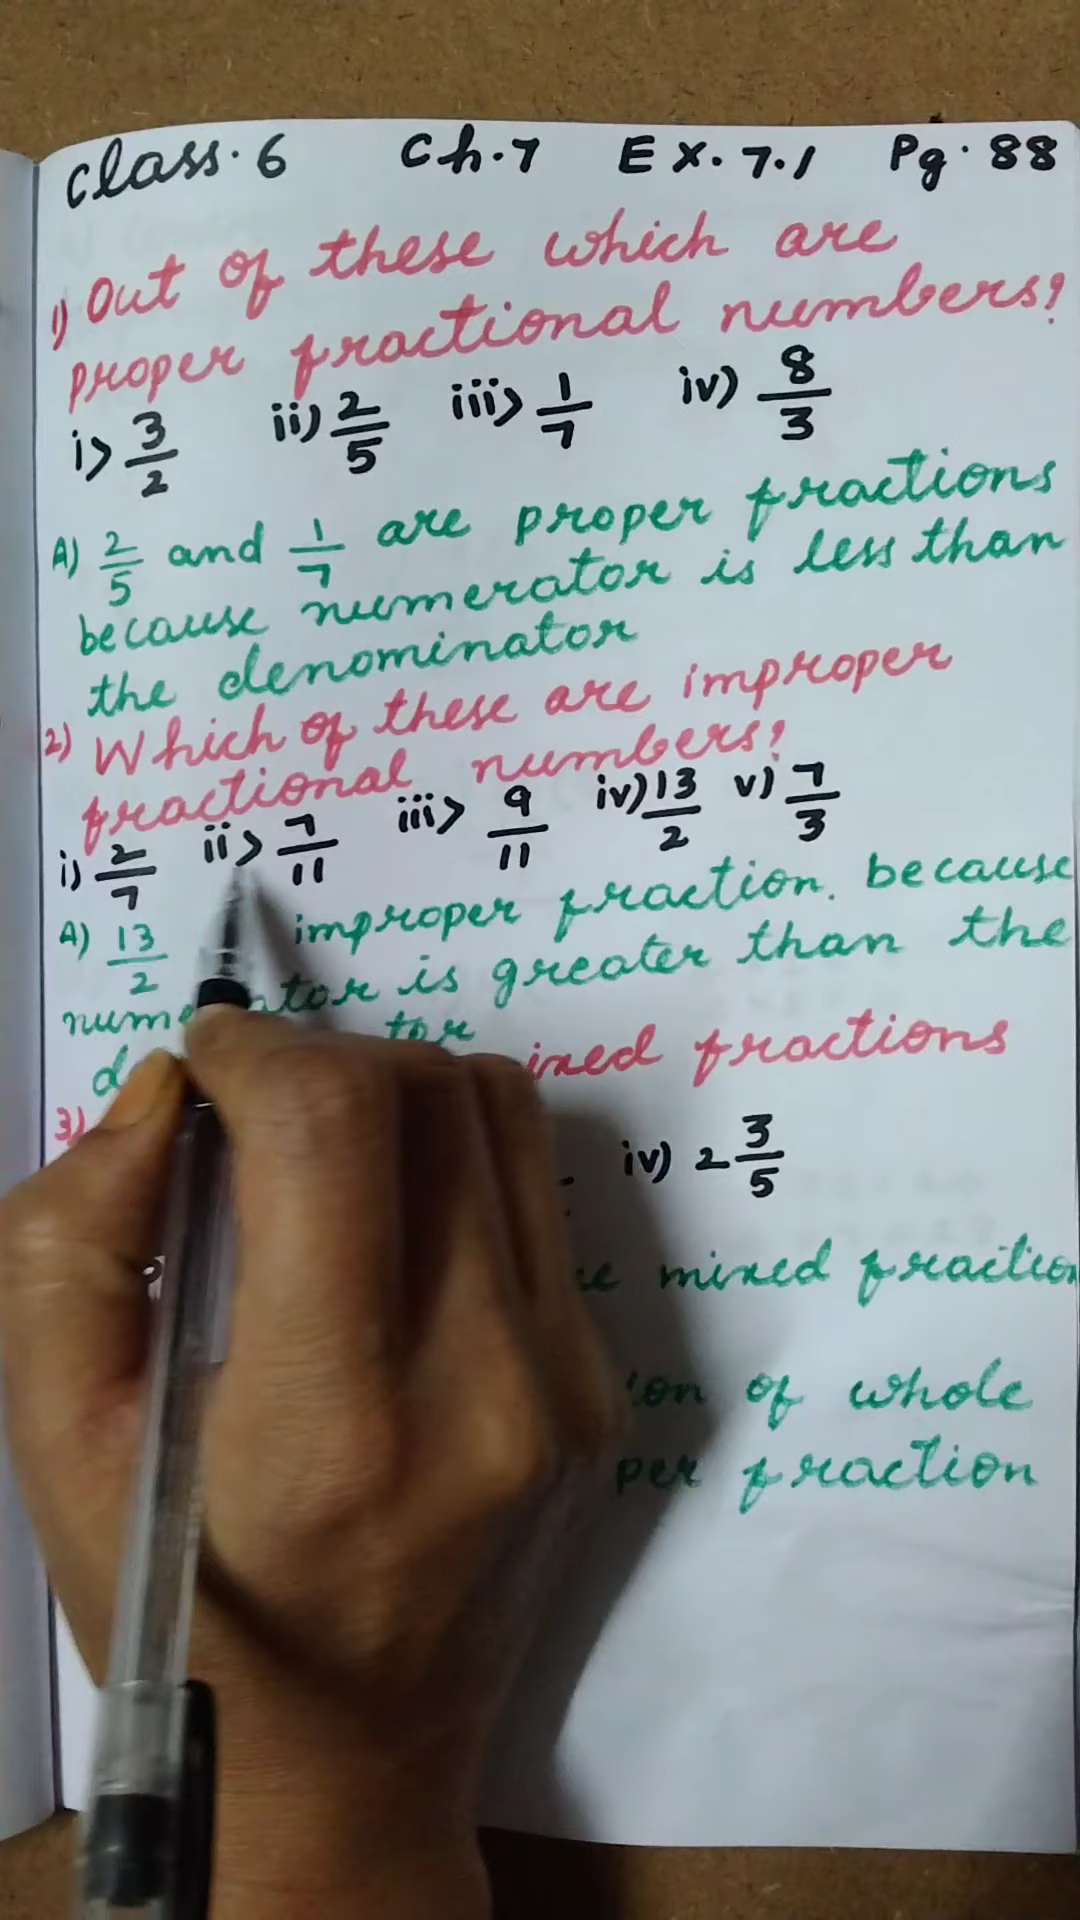 Class. 6 Ch. 7 Ex. 7.1 Pg. 88
1) Out of these which are
proper fractional numbers?
i> 3/2 ii) 2/5 iii> 1/7 iv) 8/3
A) 2/5 and 1/7 are proper fractions
because numerator is less than
the denominator
2) Which of these are improper
fractional numbers?
i) 2/7 ii> 7/11 iii> 9/11 iv) 13/2 v) 7/3
A) 13/2 improper fraction. because
numerator is greater than the
3) fractions
iv) 2 3/5
mixed fraction
of whole
fraction